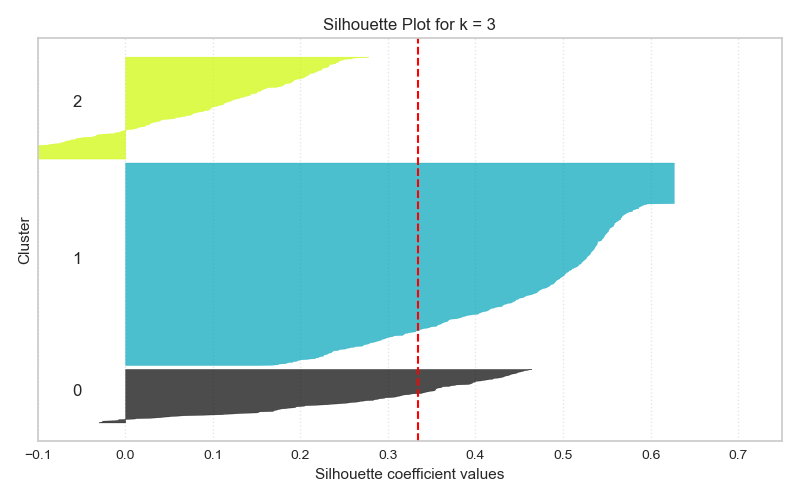 Silhouette Plot for k = 3
2
1
0
Cluster
−0.1 0.0 0.1 0.2 0.3 0.4 0.5 0.6 0.7
Silhouette coefficient values